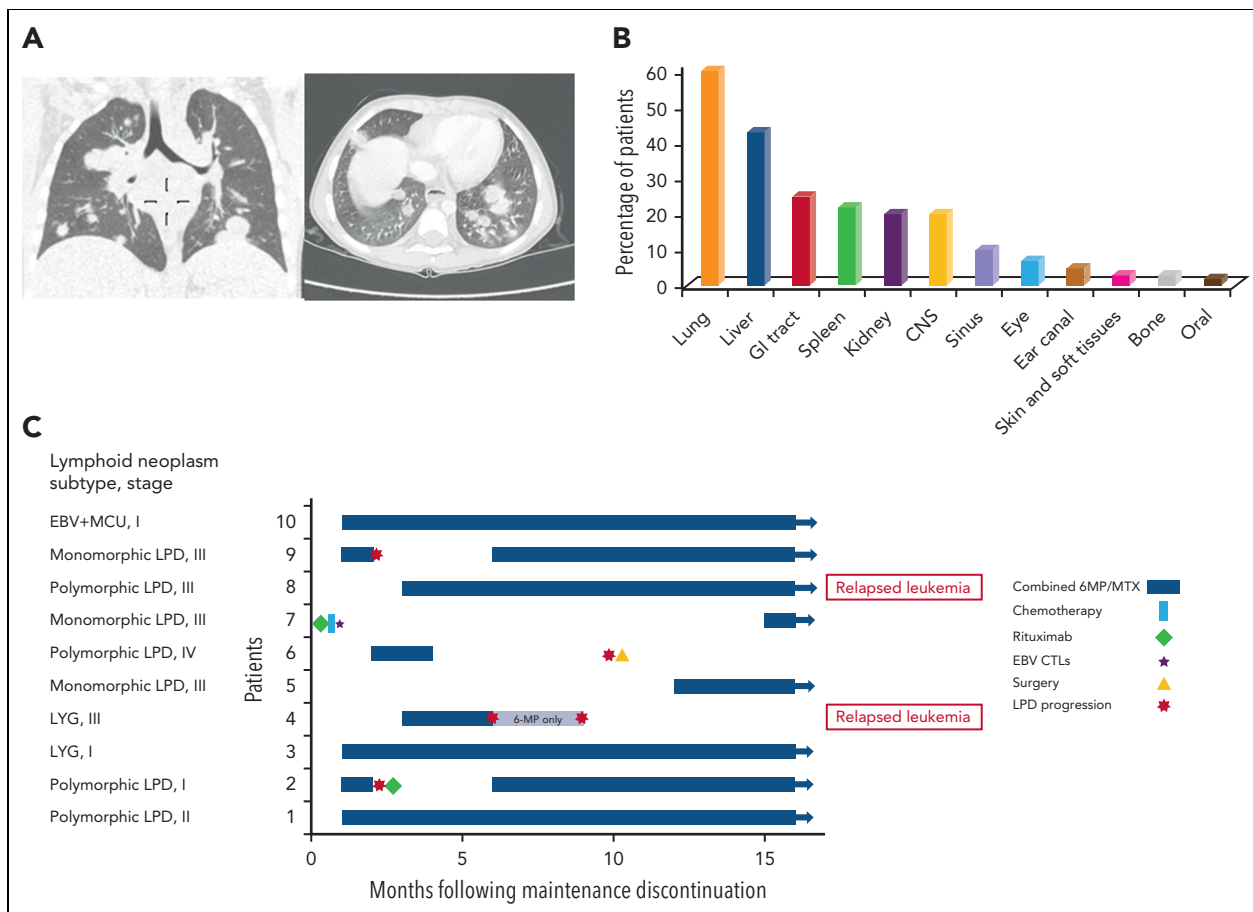 A
B
Percentage of patients
60
50
40
30
20
10
0
Lung
Liver
GI tract
Spleen
Kidney
CNS
Sinus
Eye
Ear canal
Skin and soft tissues
Bone
Oral
C
Lymphoid neoplasm
subtype, stage
EBV+MCU, I
Monomorphic LPD, III
Polymorphic LPD, III
Monomorphic LPD, III
Polymorphic LPD, IV
Monomorphic LPD, III
LYG, III
LYG, I
Polymorphic LPD, I
Polymorphic LPD, II
Patients
10
9
8
7
6
5
4
3
2
1
6-MP only
Relapsed leukemia
Relapsed leukemia
0
5
10
15
Months following maintenance discontinuation
Combined 6MP/MTX
Chemotherapy
Rituximab
EBV CTLs
Surgery
LPD progression